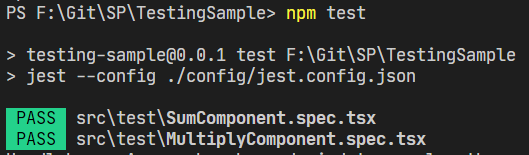 PS F:\Git\SP\TestingSample> npm test
> testing-sample@0.0.1 test F:\Git\SP\TestingSample
> jest --config ./config/jest.config.json
PASS src\test\SumComponent.spec.tsx
PASS src\test\MultiplyComponent.spec.tsx